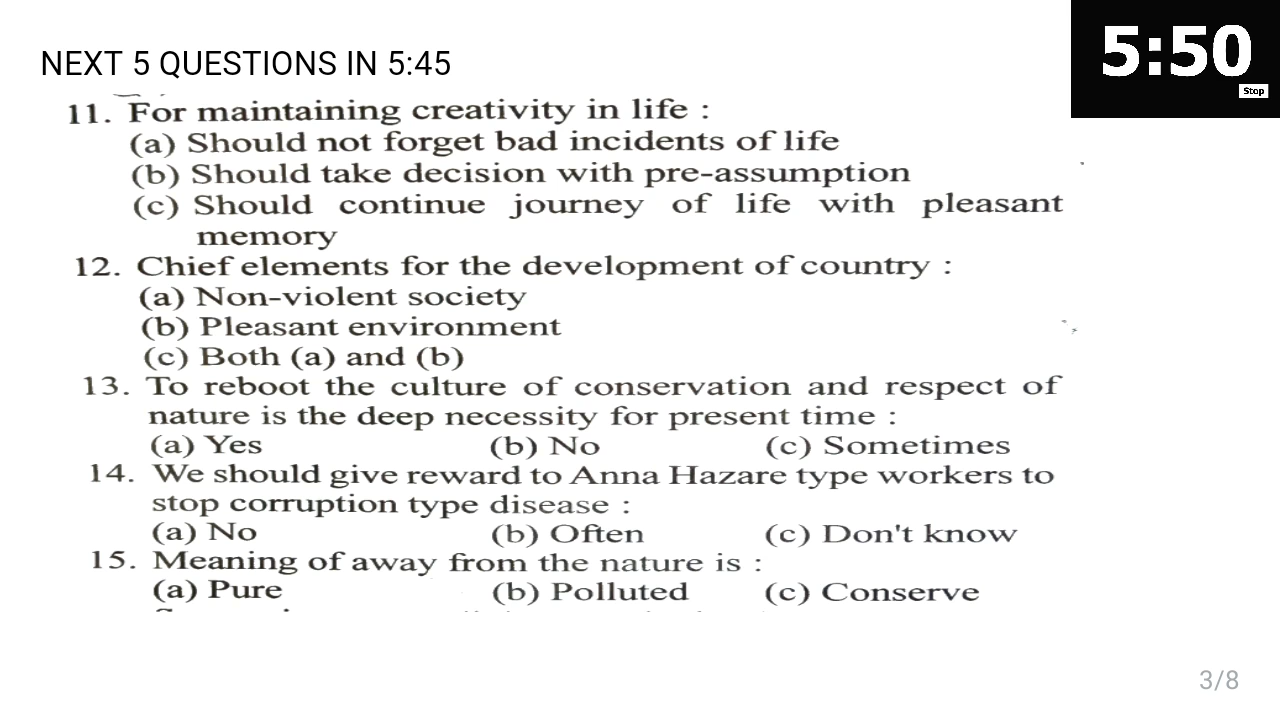 NEXT 5 QUESTIONS IN 5:45
5:50
Stop
11. For maintaining creativity in life :
(a) Should not forget bad incidents of life
(b) Should take decision with pre-assumption
(c) Should continue journey of life with pleasant
memory
12. Chief elements for the development of country :
(a) Non-violent society
(b) Pleasant environment
(c) Both (a) and (b)
13. To reboot the culture of conservation and respect of
nature is the deep necessity for present time :
(a) Yes (b) No (c) Sometimes
14. We should give reward to Anna Hazare type workers to
stop corruption type disease :
(a) No (b) Often (c) Don't know
15. Meaning of away from the nature is :
(a) Pure (b) Polluted (c) Conserve
3/8